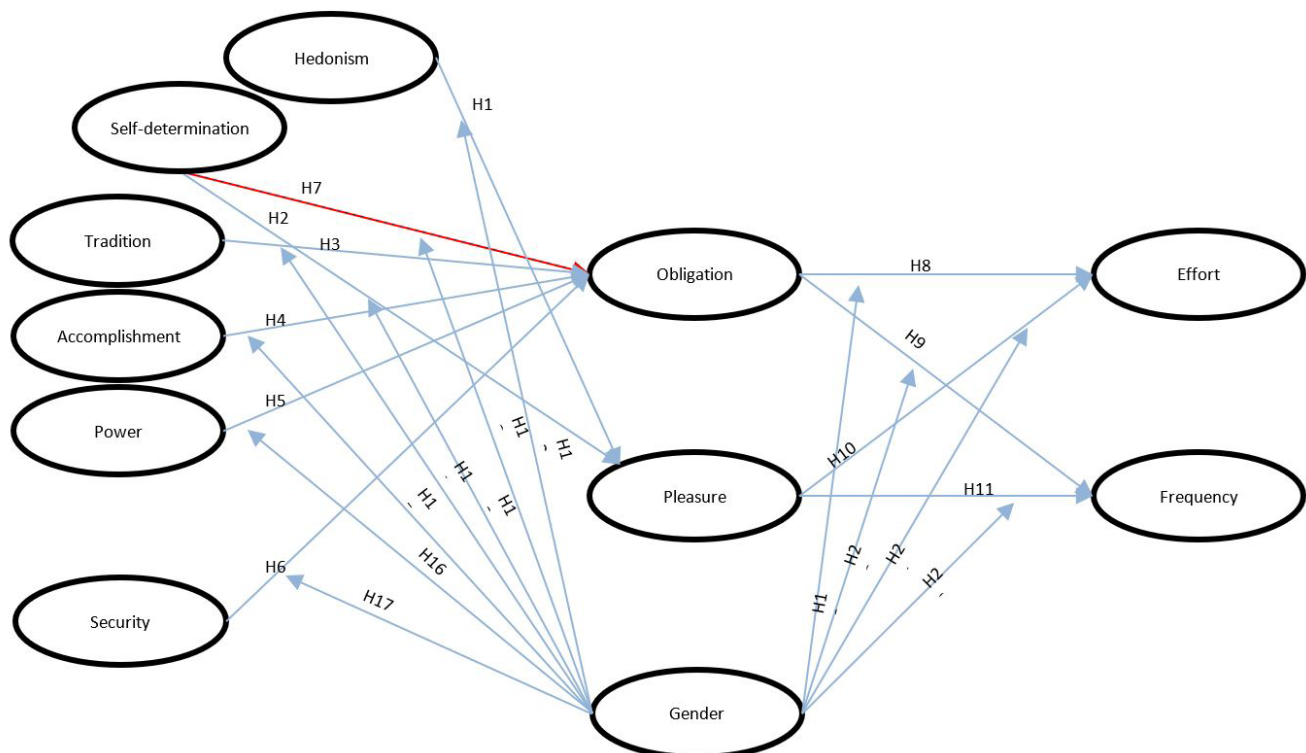 Hedonism
H1
Self-determination
H7
H2
Tradition
H3
Obligation
H8
Effort
Accomplishment
H4
H9
Power
H5
H1
H1
H1
H1
H1
H10
Pleasure
H11
Frequency
H16
H6
H17
H1
H2
H2
H2
Security
Gender